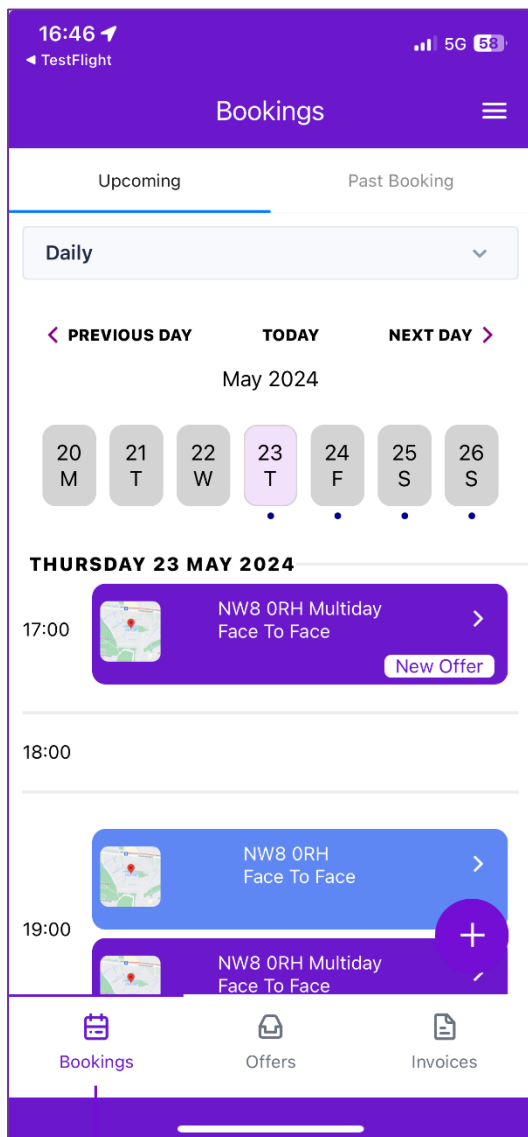 16:46
5G 58
◀ TestFlight
Bookings
Upcoming Past Booking
Daily
PREVIOUS DAY TODAY NEXT DAY
May 2024
20 21 22 23 24 25 26
M T W T F S S
THURSDAY 23 MAY 2024
17:00
NW8 0RH Multiday
Face To Face
New Offer
18:00
NW8 0RH
Face To Face
19:00
+
NW8 0RH Multiday
Face To Face
Bookings Offers Invoices